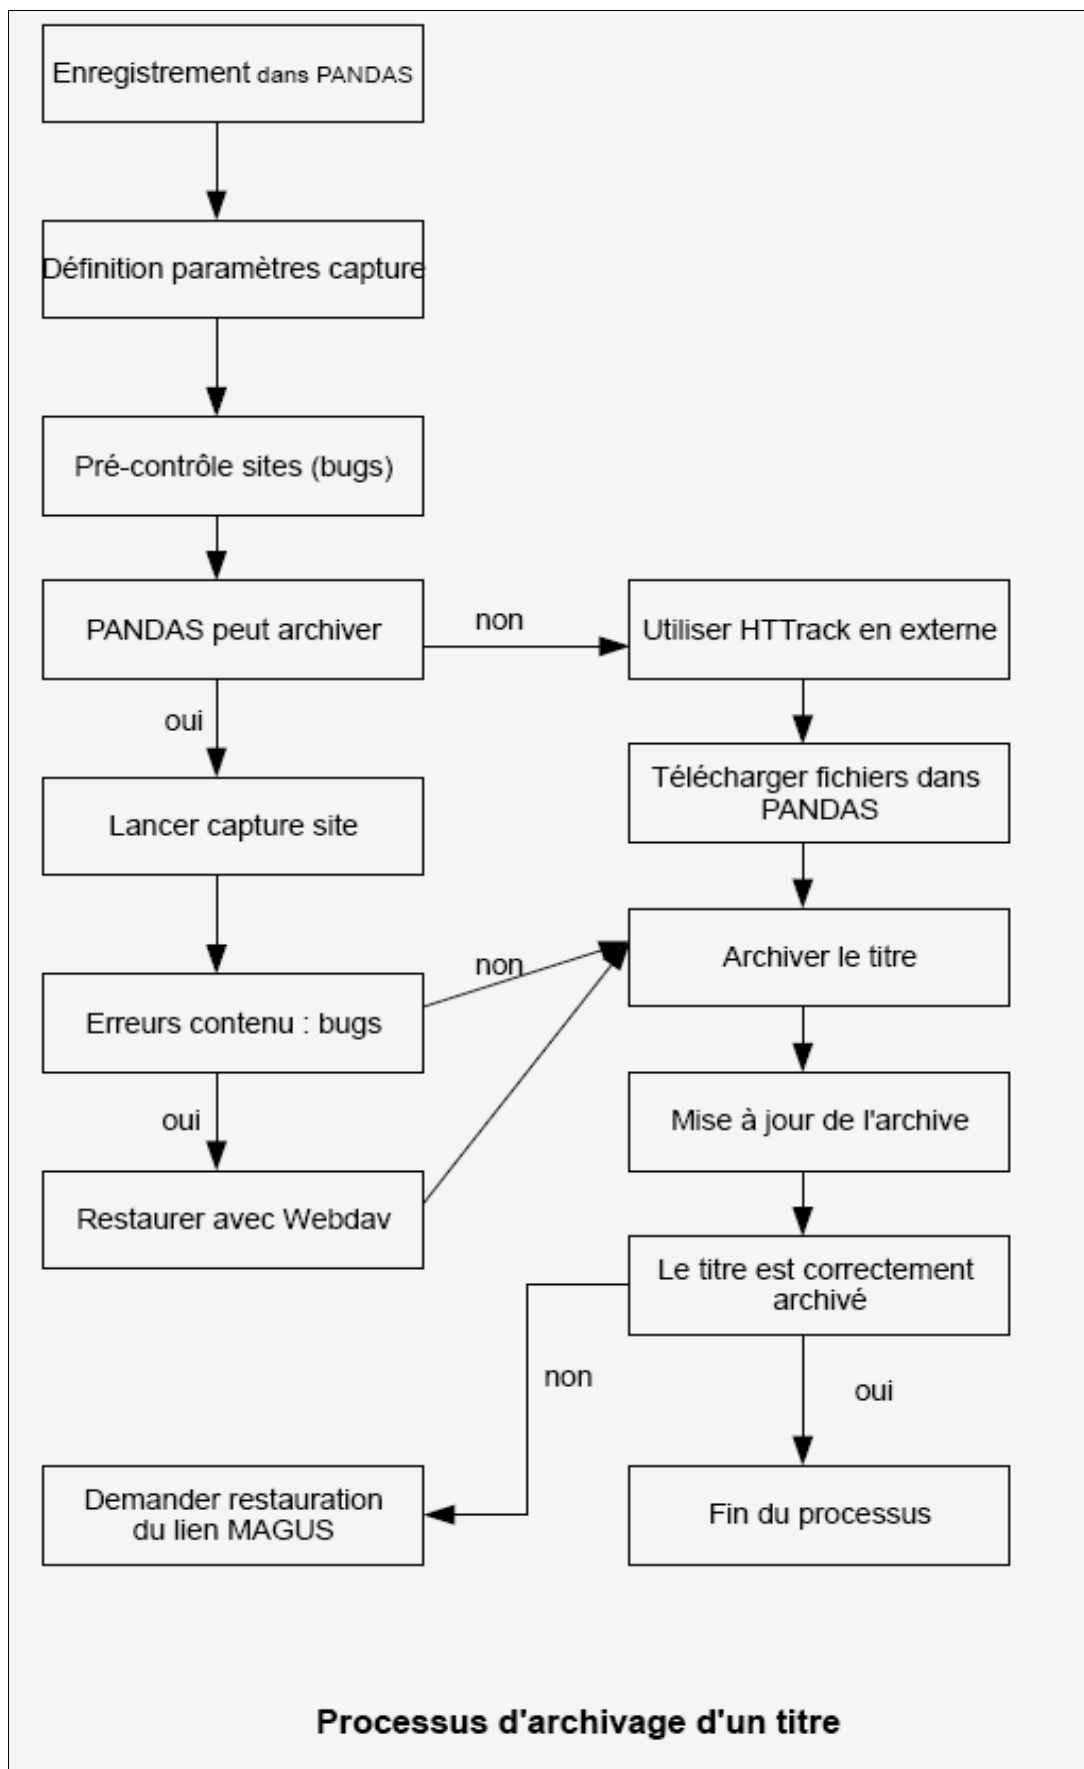 Enregistrement dans PANDAS
Définition paramètres capture
Pré-contrôle sites (bugs)
PANDAS peut archiver
non
Utiliser HTTrack en externe
oui
Télécharger fichiers dans
PANDAS
Lancer capture site
Archiver le titre
non
Erreurs contenu : bugs
oui
Mise à jour de l'archive
Restaurer avec Webdav
Le titre est correctement
archivé
non
oui
Demander restauration
du lien MAGUS
Fin du processus
Processus d'archivage d'un titre